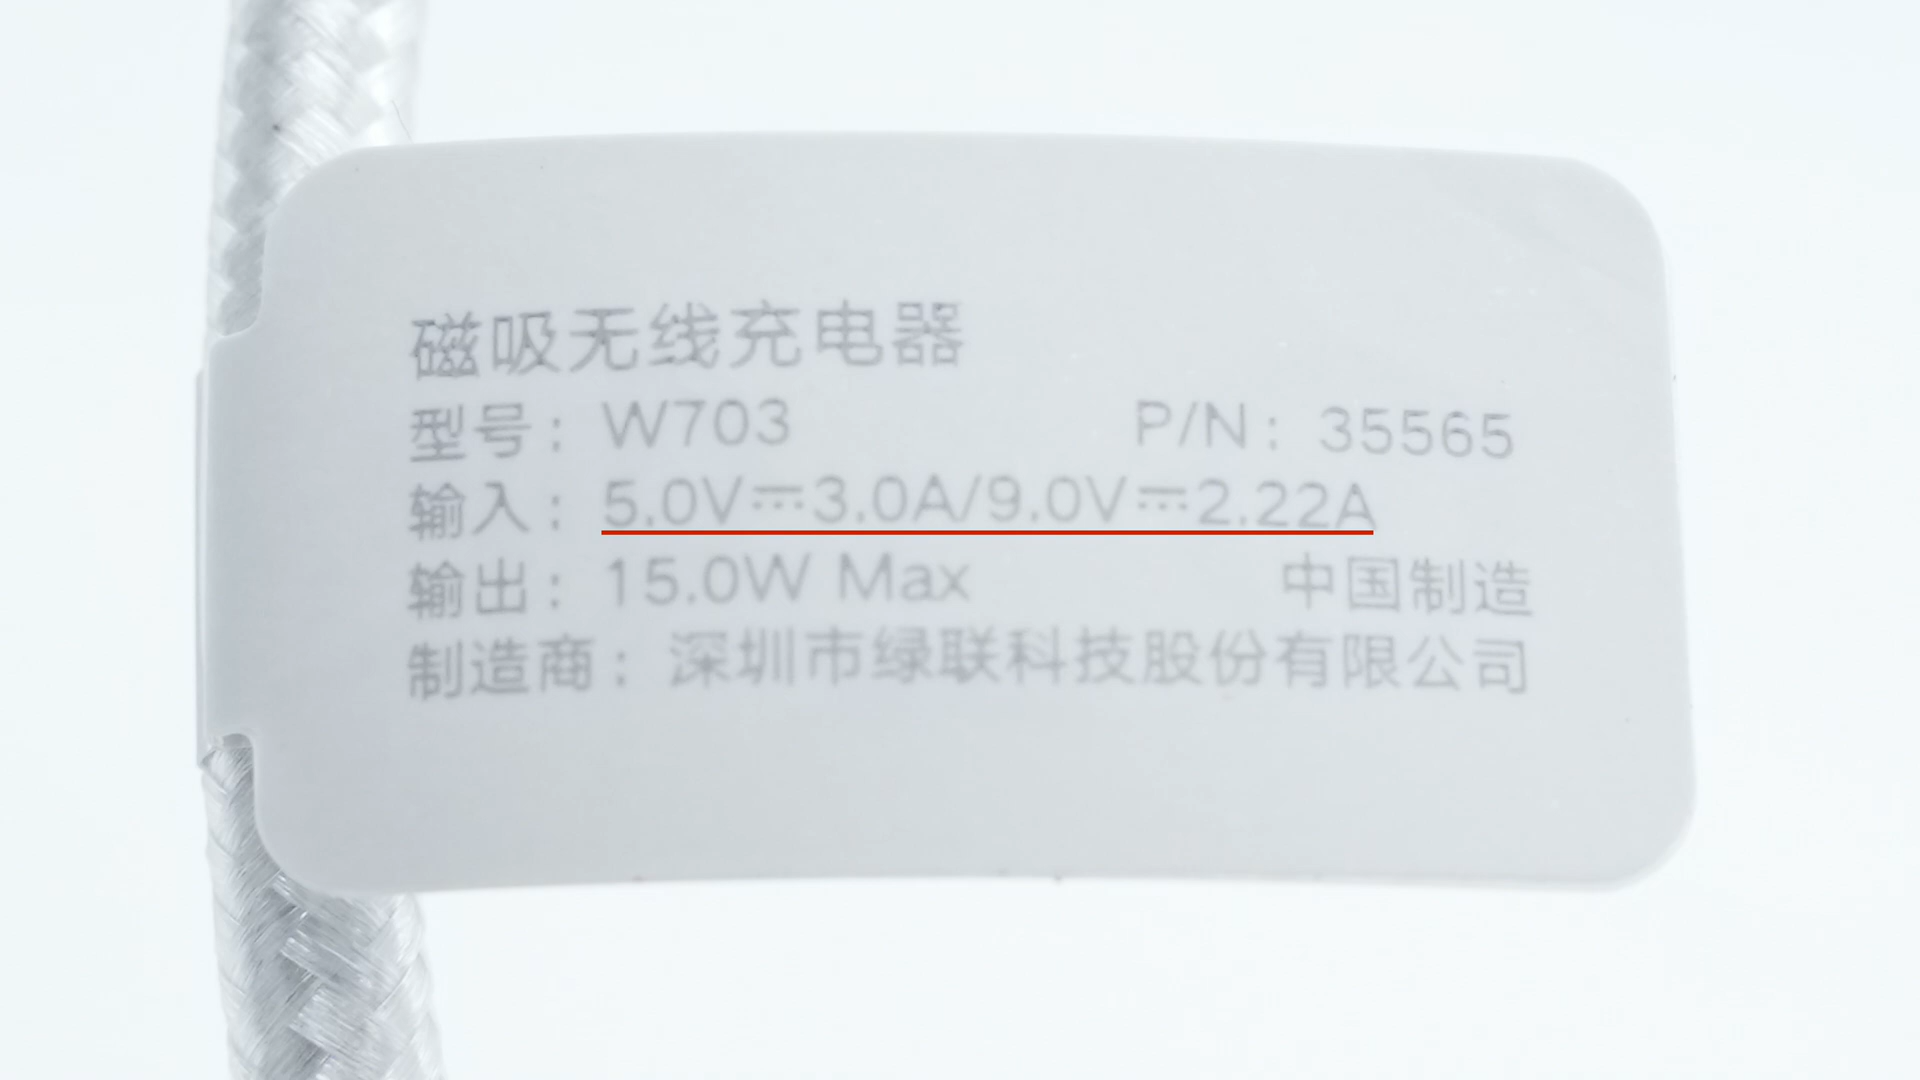 磁吸无线充电器
型号：W703 P/N：35565
输入：5.0V⎓3.0A/9.0V⎓2.22A
输出：15.0W Max 中国制造
制造商：深圳市绿联科技股份有限公司